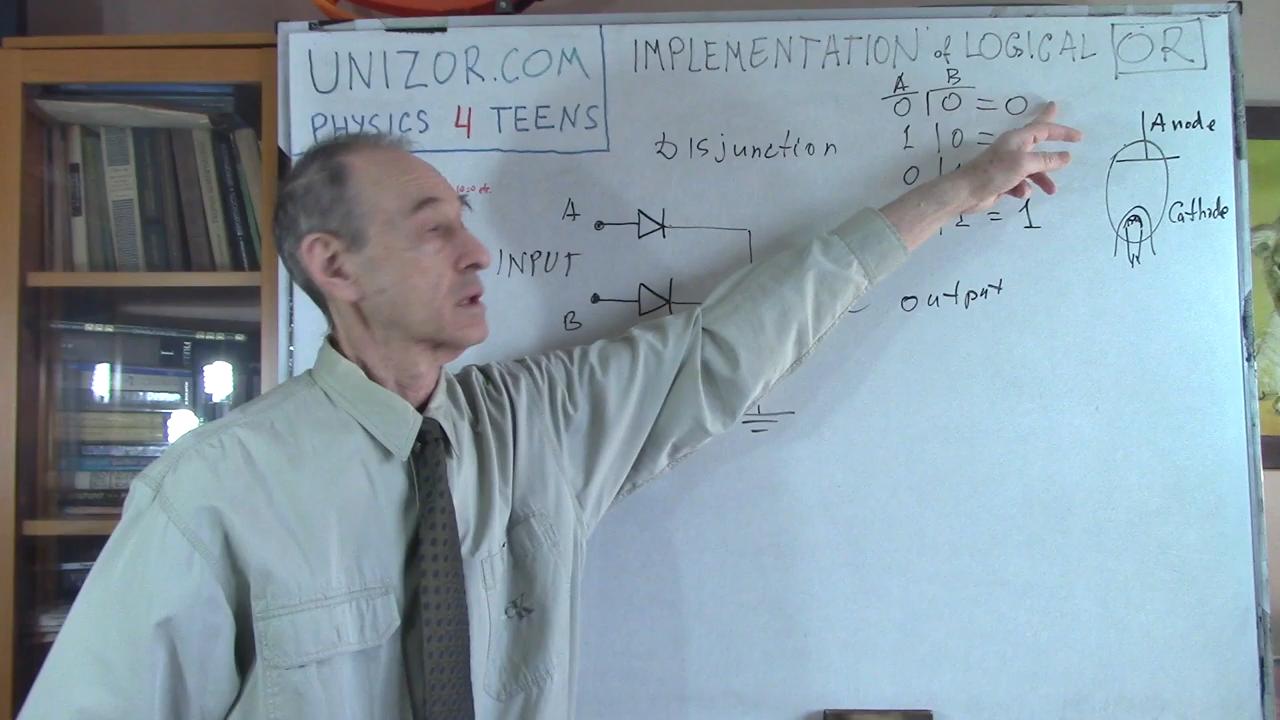 UNIZOR.COM
PHYSICS 4 TEENS
IMPLEMENTATION of LOGICAL OR
A B
0 | 0 = 0
1 | 0 =
0 |
| 1 = 1
Disjunction
Anode
Cathode
A
INPUT
B
output
CK